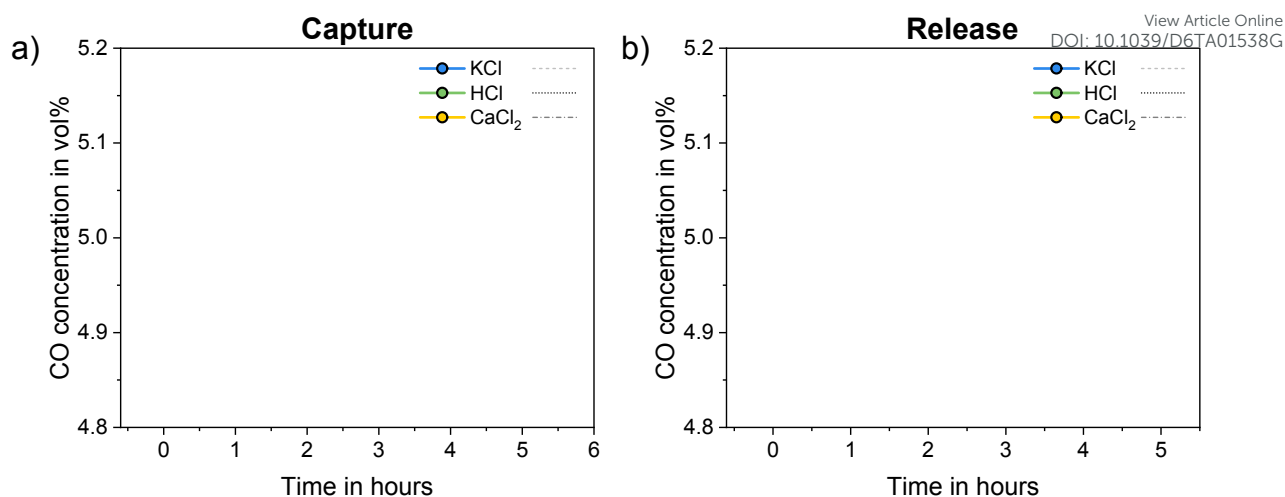 View Article Online
DOI: 10.1039/D6TA01538G
a)
Capture
CO concentration in vol%
5.2
5.1
5.0
4.9
4.8
KCl
HCl
CaCl₂
0 1 2 3 4 5 6
Time in hours
b)
Release
CO concentration in vol%
5.2
5.1
5.0
4.9
4.8
KCl
HCl
CaCl₂
0 1 2 3 4 5
Time in hours